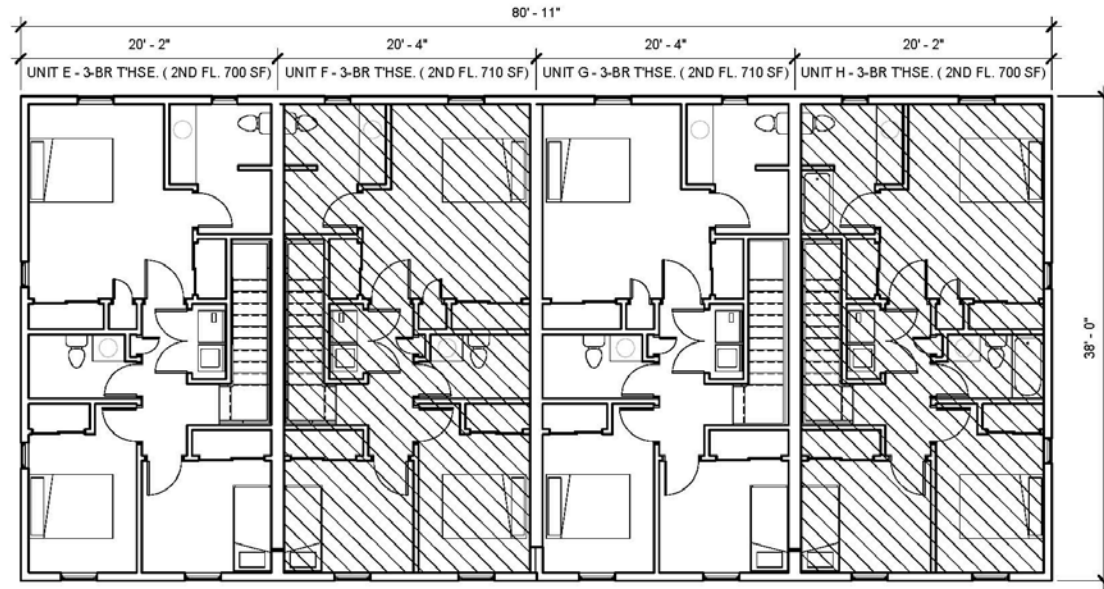 80' - 11"
20' - 2"
20' - 4"
20' - 4"
20' - 2"
UNIT E - 3-BR T'HSE. ( 2ND FL. 700 SF)
UNIT F - 3-BR T'HSE. ( 2ND FL. 710 SF)
UNIT G - 3-BR T'HSE. ( 2ND FL. 710 SF)
UNIT H - 3-BR T'HSE. ( 2ND FL. 700 SF)
38' - 0"